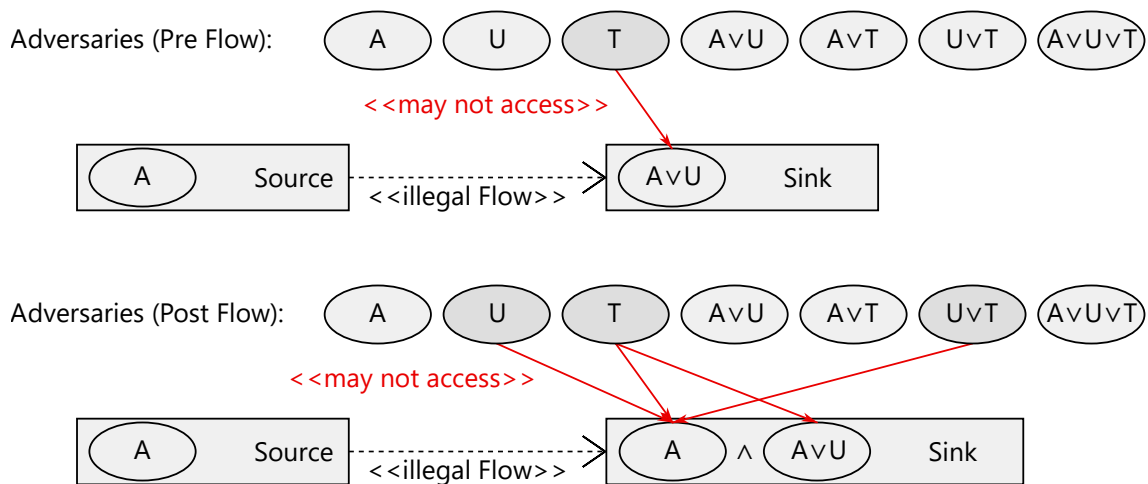 Adversaries (Pre Flow): A U T A∨U A∨T U∨T A∨U∨T
<<may not access>>
A Source A∨U Sink
<<illegal Flow>>
Adversaries (Post Flow): A U T A∨U A∨T U∨T A∨U∨T
<<may not access>>
A Source A ∧ A∨U Sink
<<illegal Flow>>